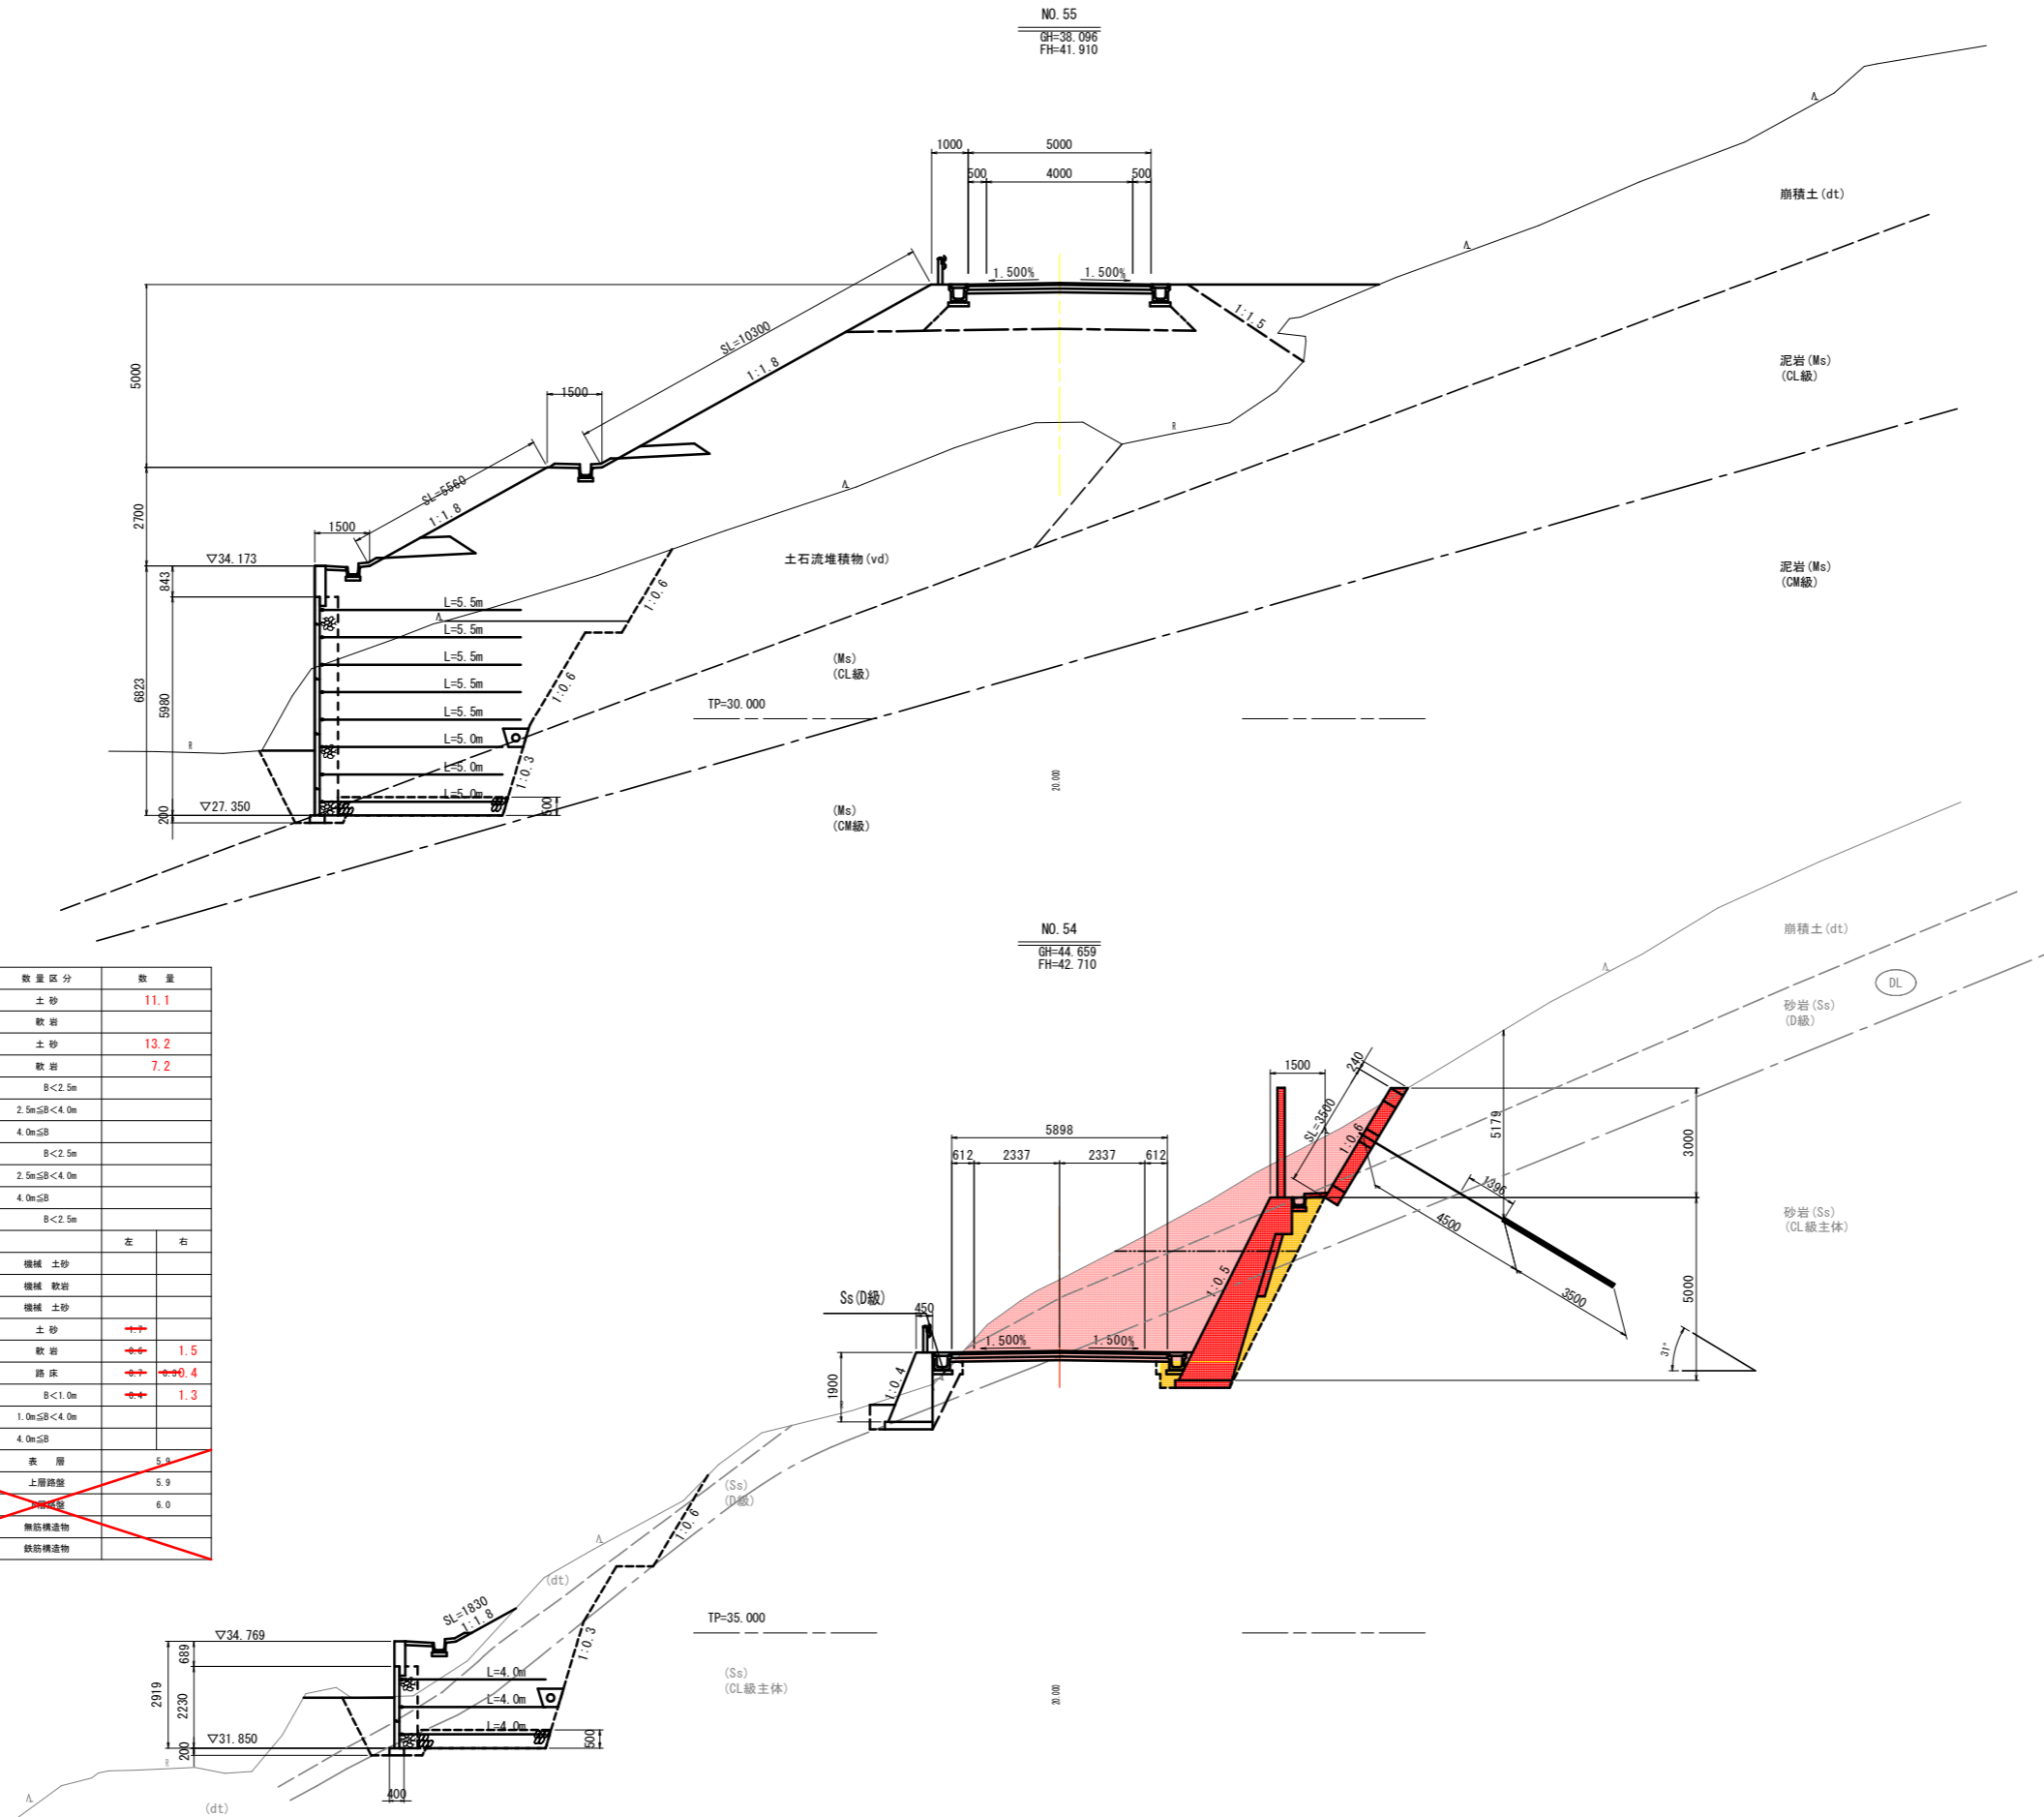 NO. 55
GH=38.096
FH=41.910
1000
5000
500
4000
500
崩積土(dt)
1.500%
1.500%
SL=10300
1:1.8
1:1.5
5000
泥岩(Ms)
(CL級)
1500
SL=5560
1:1.8
2700
1500
▽34.173
土石流堆積物(vd)
泥岩(Ms)
(CM級)
843
1:0.6
L=5.5m
L=5.5m
L=5.5m
L=5.5m
L=5.5m
L=5.0m
L=5.0m
L=5.0m
6823
5980
1:0.6
(Ms)
(CL級)
TP=30.000
1:0.3
20.000
▽27.350
200
500
(Ms)
(CM級)
NO. 54
GH=44.659
FH=42.710
崩積土(dt)
DL
砂岩(Ss)
(D級)
数量区分
数 量
土砂
11.1
軟岩
土砂
13.2
軟岩
7.2
B<2.5m
2.5m≦B<4.0m
4.0m≦B
B<2.5m
2.5m≦B<4.0m
4.0m≦B
B<2.5m
左
右
機械 土砂
機械 軟岩
機械 土砂
土砂
1.7
軟岩
1.5
路床
0.7
0.4
B<1.0m
0.4
1.3
1.0m≦B<4.0m
4.0m≦B
表 層
5.9
上層路盤
5.9
6.0
無筋構造物
鉄筋構造物
1500
240
SL=3500
1:0.6
5179
3000
5898
612
2337
2337
612
1396
4500
3500
砂岩(Ss)
(CL級主体)
1:0.5
5000
31°
Ss(D級)
450
1.500%
1.500%
1900
1:0.4
(Ss)
(D級)
1:0.6
(dt)
SL=1830
1:1.8
1:0.3
TP=35.000
▽34.769
689
2919
2230
L=4.0m
L=4.0m
L=4.0m
(Ss)
(CL級主体)
20.000
▽31.850
200
500
400
(dt)